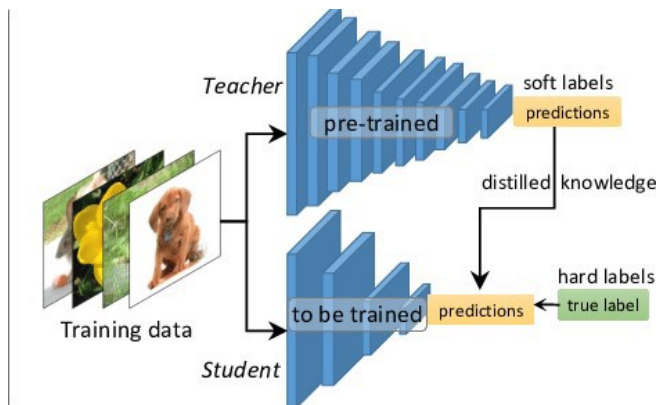 Teacher
soft labels
predictions
pre-trained
distilled knowledge
hard labels
to be trained
predictions
true label
Training data
Student